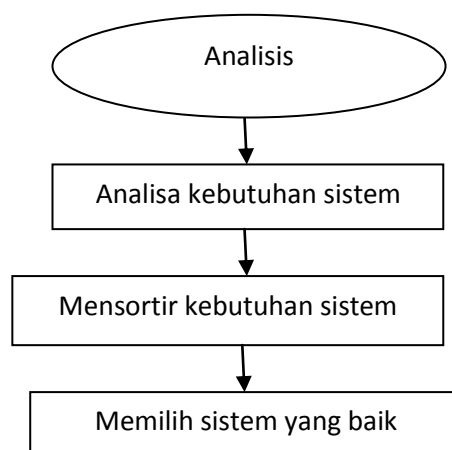 Analisis
Analisa kebutuhan sistem
Mensortir kebutuhan sistem
Memilih sistem yang baik